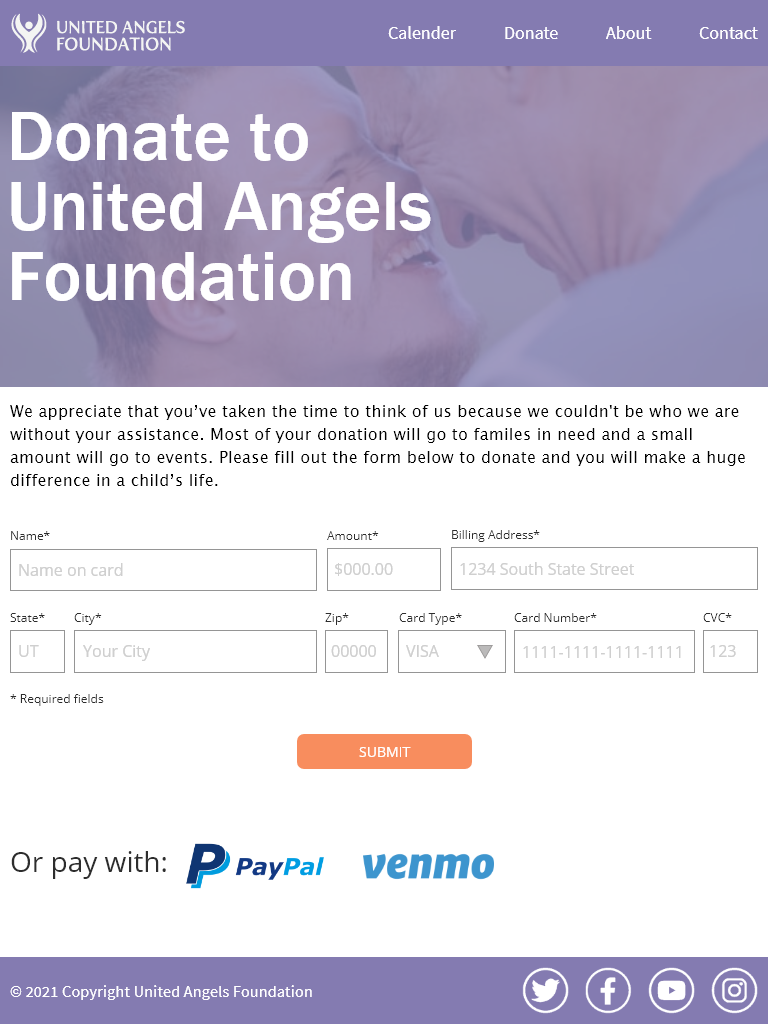 UNITED ANGELS
FOUNDATION
Calender
Donate
About
Contact
Donate to
United Angels
Foundation
We appreciate that you’ve taken the time to think of us because we couldn't be who we are
without your assistance. Most of your donation will go to familes in need and a small
amount will go to events. Please fill out the form below to donate and you will make a huge
difference in a child’s life.
Name*
Amount*
Billing Address*
Name on card
$000.00
1234 South State Street
State*
City*
Zip*
Card Type*
Card Number*
CVC*
UT
Your City
00000
VISA
1111-1111-1111-1111
123
* Required fields
SUBMIT
Or pay with:
PayPal
venmo
© 2021 Copyright United Angels Foundation